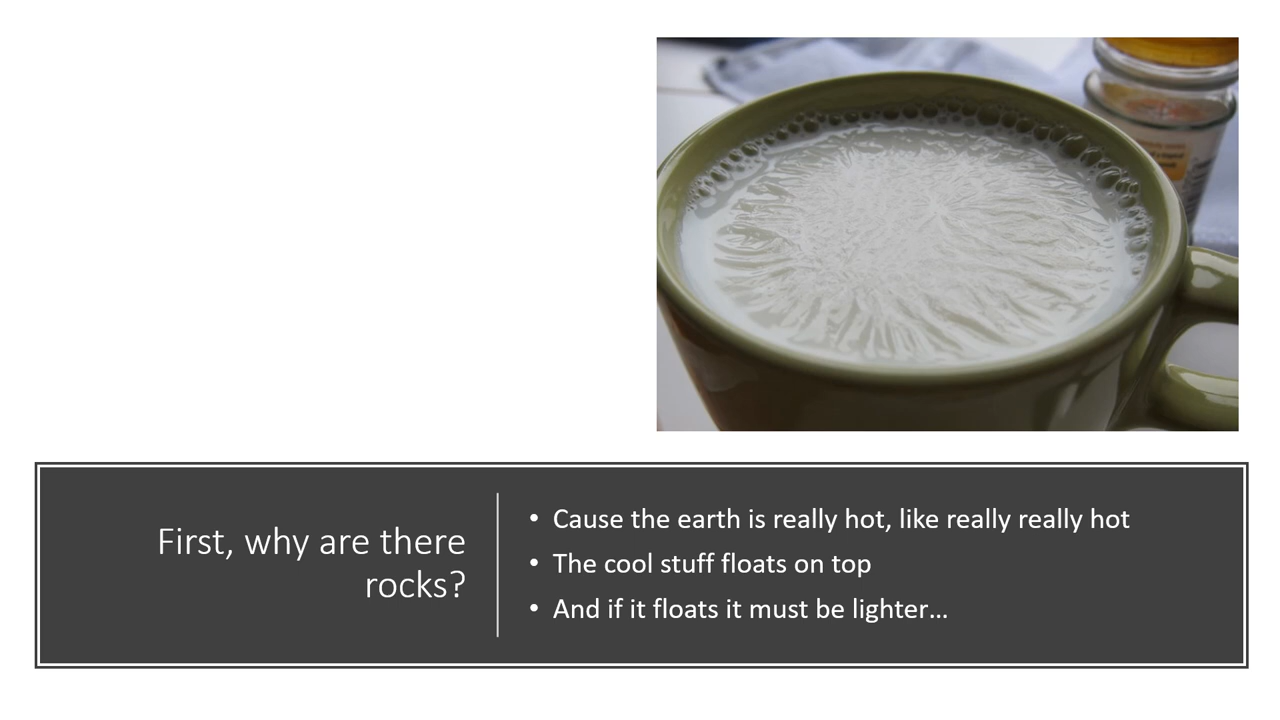 First, why are there
rocks?
• Cause the earth is really hot, like really really hot
• The cool stuff floats on top
• And if it floats it must be lighter…